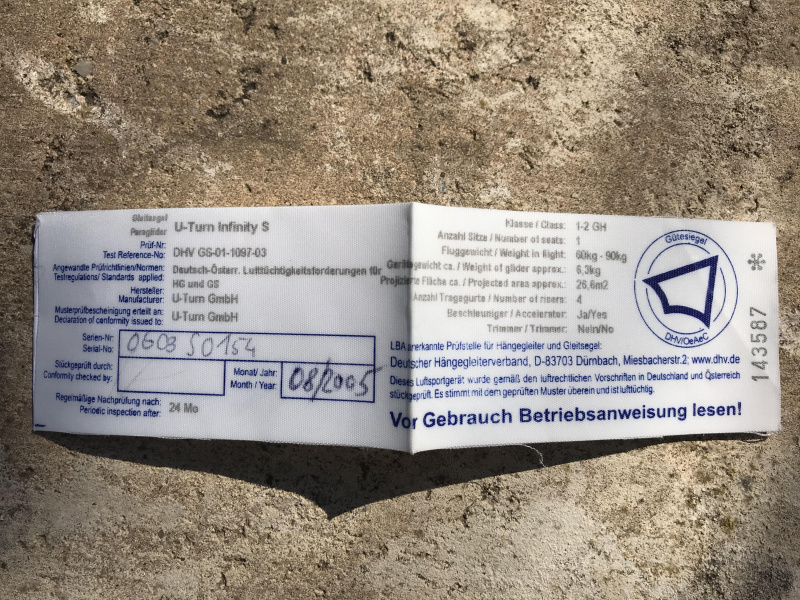 Gleitsegel
Paraglider U-Turn Infinity S
Prüf-Nr:
Test Reference-No: DHV GS-01-1097-03
Angewandte Prüfrichtlinien/Normen:
Testregulations/ Standards applied: Deutsch-Österr. Lufttüchtigkeitsforderungen für
HG und GS
Hersteller:
Manufacturer: U-Turn GmbH
Musterprüfbescheinigung erteilt an:
Declaration of conformity issued to: U-Turn GmbH
Serien-Nr:
Serial-No: 0G03 S0154
Stückgeprüft durch:
Conformity checked by:
Monat/ Jahr:
Month / Year: 08/2005
Regelmäßige Nachprüfung nach:
Periodic inspection after: 24 Mo
Klasse / Class: 1-2 GH
Anzahl Sitze / Number of seats: 1
Fluggewicht / Weight in flight: 60kg - 90kg
Gerätegewicht ca. / Weight of glider approx.: 6,3kg
Projizierte Fläche ca. / Projected area approx.: 26,6m2
Anzahl Tragegurte / Number of risers: 4
Beschleuniger / Accelerator: Ja/Yes
Trimmer / Trimmer: Nein/No
LBA anerkannte Prüfstelle für Hängegleiter und Gleitsegel:
Deutscher Hängegleiterverband, D-83703 Dürnbach, Miesbacherstr.2; www.dhv.de
Dieses Luftsportgerät wurde gemäß den luftrechtlichen Vorschriften in Deutschland und Österreich
stückgeprüft. Es stimmt mit dem geprüften Muster überein und ist lufttüchtig.
Vor Gebrauch Betriebsanweisung lesen!
Gütesiegel
DHV/OeAeC
143587 *